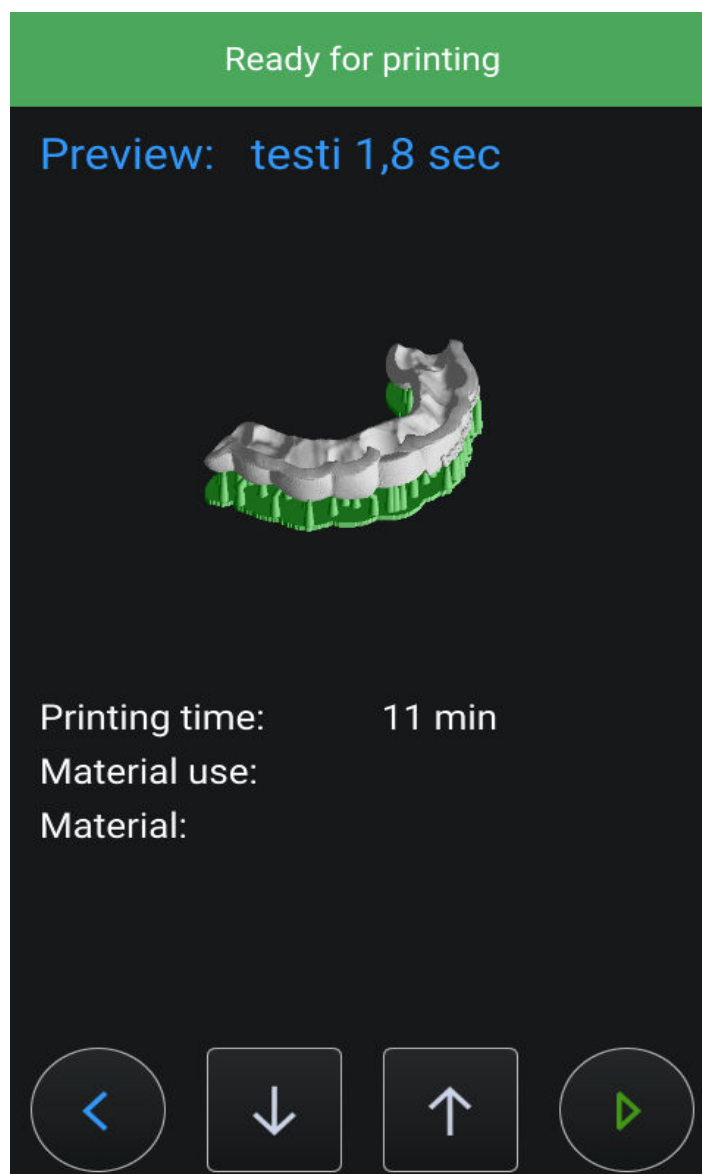 Ready for printing
Preview: testi 1,8 sec
Printing time: 11 min
Material use:
Material: